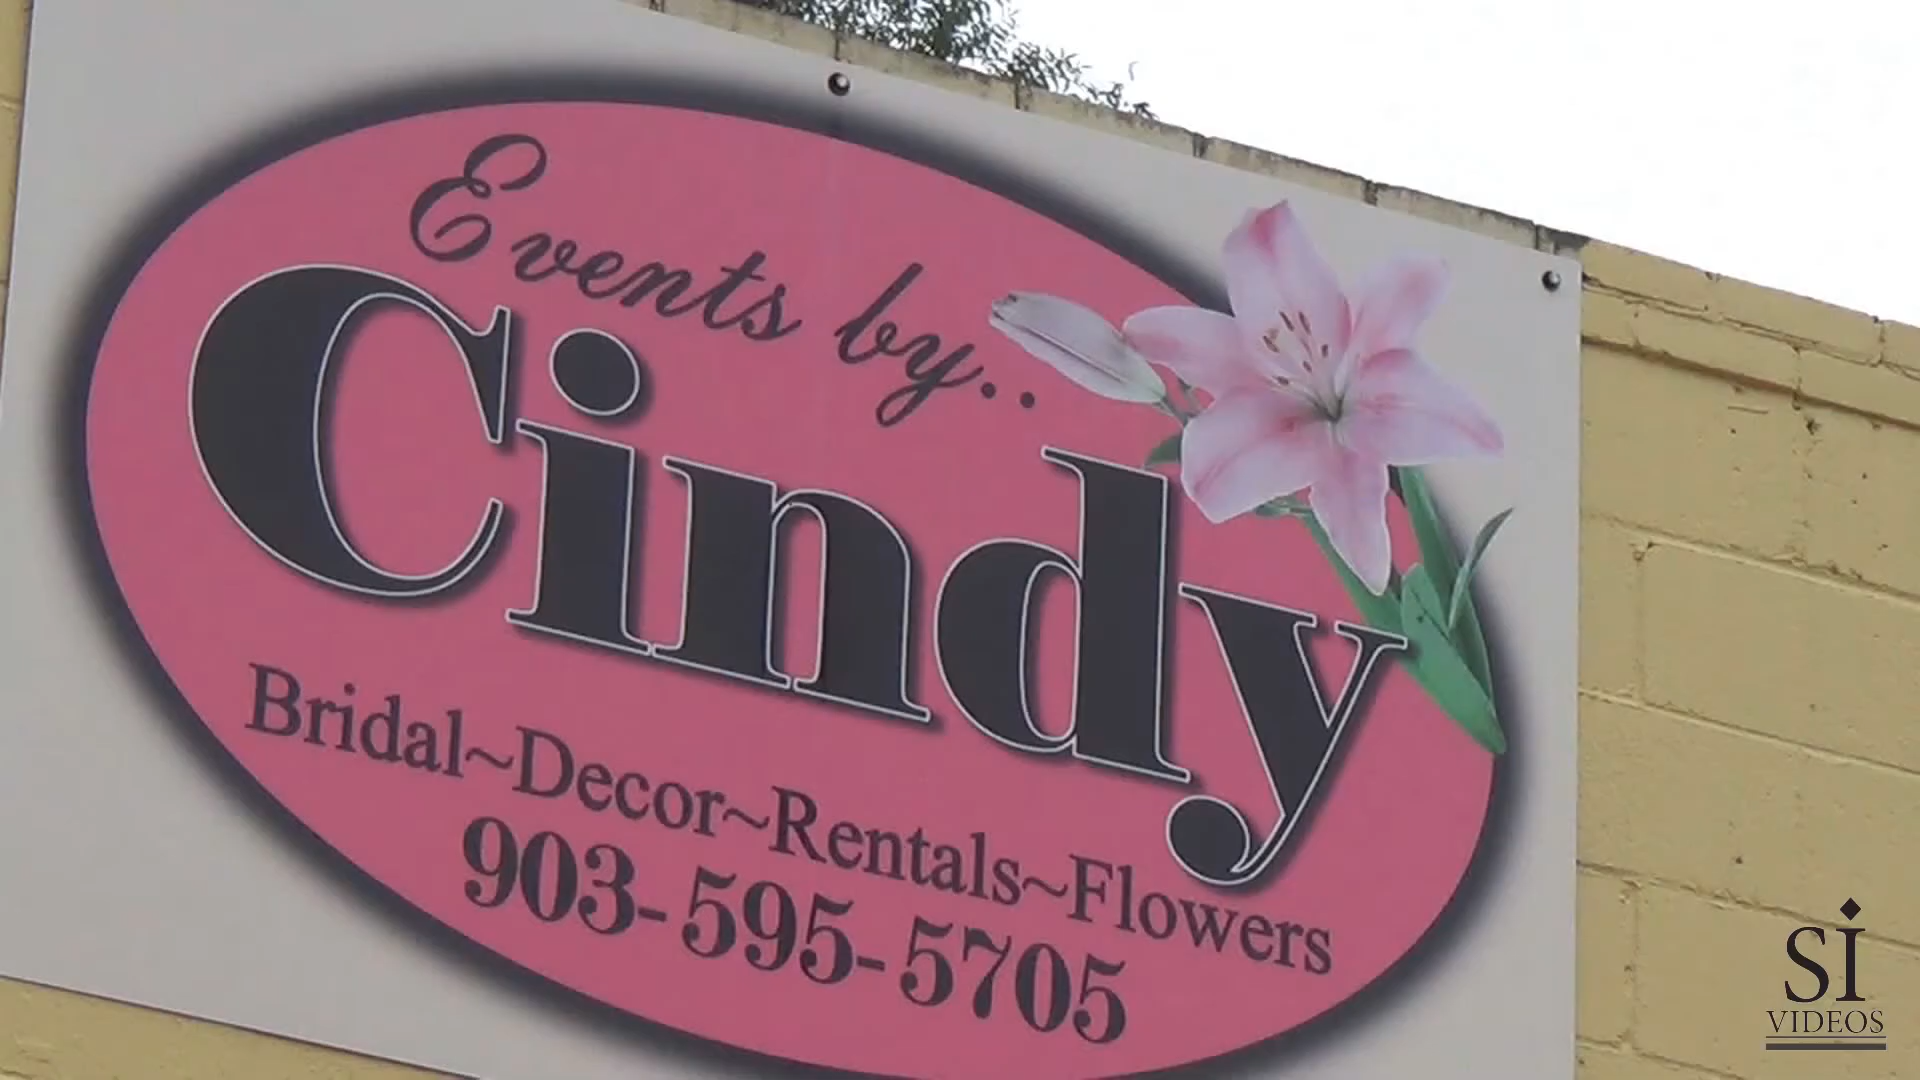 Events by..
Cindy
Bridal~Decor~Rentals~Flowers
903-595-5705
SI
VIDEOS